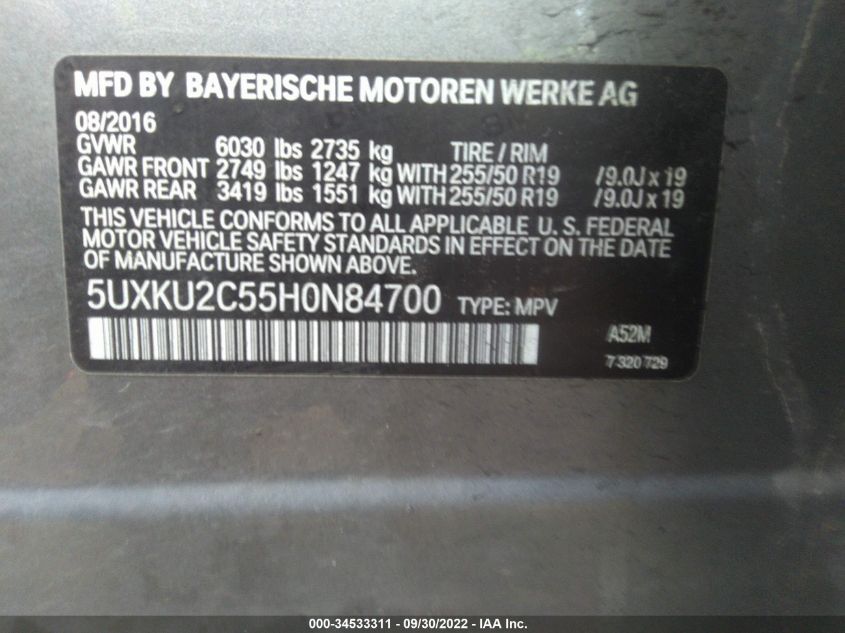 MFD BY BAYERISCHE MOTOREN WERKE AG
08/2016
GVWR 6030 lbs 2735 kg TIRE / RIM
GAWR FRONT 2749 lbs 1247 kg WITH 255/50 R19 /9.0J x 19
GAWR REAR 3419 lbs 1551 kg WITH 255/50 R19 /9.0J x 19
THIS VEHICLE CONFORMS TO ALL APPLICABLE U. S. FEDERAL
MOTOR VEHICLE SAFETY STANDARDS IN EFFECT ON THE DATE
OF MANUFACTURE SHOWN ABOVE.
5UXKU2C55H0N84700 TYPE: MPV
A52M
7 320 729
000-34533311 - 09/30/2022 - IAA Inc.